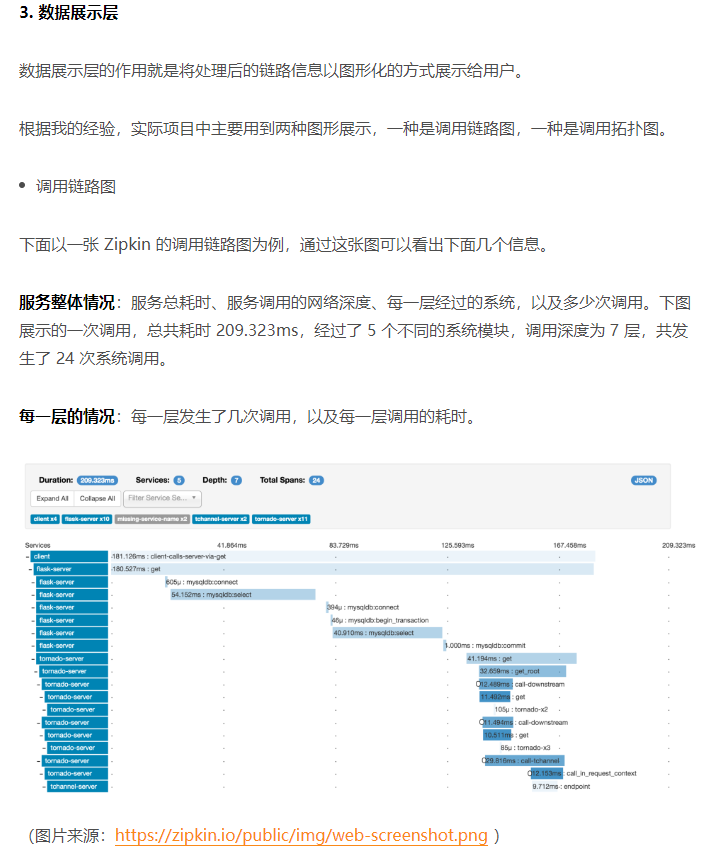 3. 数据展示层
数据展示层的作用就是将处理后的链路信息以图形化的方式展示给用户。
根据我的经验，实际项目中主要用到两种图形展示，一种是调用链路图，一种是调用拓扑图。
• 调用链路图
下面以一张 Zipkin 的调用链路图为例，通过这张图可以看出下面几个信息。
服务整体情况：服务总耗时、服务调用的网络深度、每一层经过的系统，以及多少次调用。下图
展示的一次调用，总共耗时 209.323ms，经过了 5 个不同的系统模块，调用深度为 7 层，共发
生了 24 次系统调用。
每一层的情况：每一层发生了几次调用，以及每一层调用的耗时。
Duration: 209.323ms Services: 5 Depth: 7 Total Spans: 24 JSON
Expand All Collapse All Filter Service Se...
client x4 flask-server x10 missing-service-name x2 tchannel-server x2 tornado-server x11
Services 41.864ms 83.729ms 125.593ms 167.458ms 209.323ms
client 181.126ms : client-calls-server-via-get
flask-server 180.527ms : get
flask-server 605μ : mysqldb:connect
flask-server 54.152ms : mysqldb:select
flask-server 394μ : mysqldb:connect
flask-server 46μ : mysqldb:begin_transaction
flask-server 40.910ms : mysqldb:select
flask-server 1.000ms : mysqldb:commit
tornado-server 41.194ms : get
tornado-server 32.659ms : get_root
tornado-server 12.489ms : call-downstream
tornado-server 11.402ms : get
tornado-server 105μ : tornado-x2
tornado-server 11.494ms : call-downstream
tornado-server 10.511ms : get
tornado-server 85μ : tornado-x3
tornado-server 29.816ms : call-tchannel
tornado-server 12.153ms : call_in_request_context
tchannel-server 9.712ms : endpoint
（图片来源：https://zipkin.io/public/img/web-screenshot.png ）